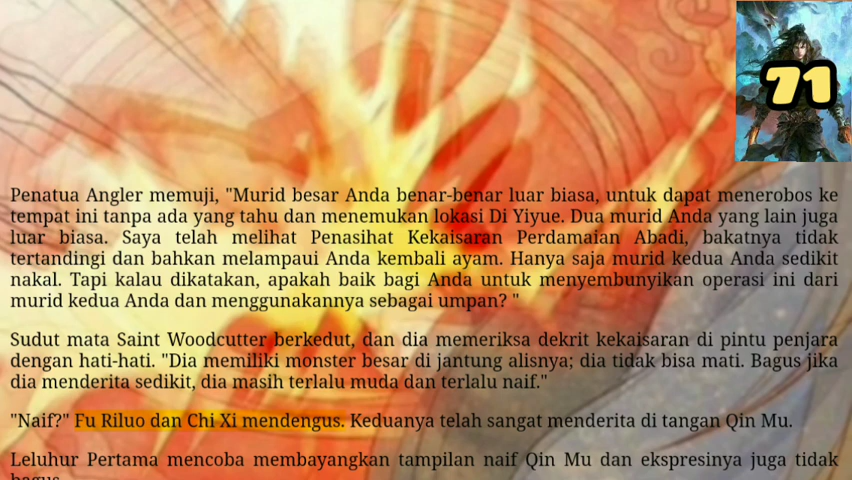 71
Penatua Angler memuji, "Murid besar Anda benar-benar luar biasa, untuk dapat menerobos ke
tempat ini tanpa ada yang tahu dan menemukan lokasi Di Yiyue. Dua murid Anda yang lain juga
luar biasa. Saya telah melihat Penasihat Kekaisaran Perdamaian Abadi, bakatnya tidak
tertandingi dan bahkan melampaui Anda kembali ayam. Hanya saja murid kedua Anda sedikit
nakal. Tapi kalau dikatakan, apakah baik bagi Anda untuk menyembunyikan operasi ini dari
murid kedua Anda dan menggunakannya sebagai umpan? "
Sudut mata Saint Woodcutter berkedut, dan dia memeriksa dekrit kekaisaran di pintu penjara
dengan hati-hati. "Dia memiliki monster besar di jantung alisnya; dia tidak bisa mati. Bagus jika
dia menderita sedikit, dia masih terlalu muda dan terlalu naif."
"Naif?" Fu Riluo dan Chi Xi mendengus. Keduanya telah sangat menderita di tangan Qin Mu.
Leluhur Pertama mencoba membayangkan tampilan naif Qin Mu dan ekspresinya juga tidak
bagus.